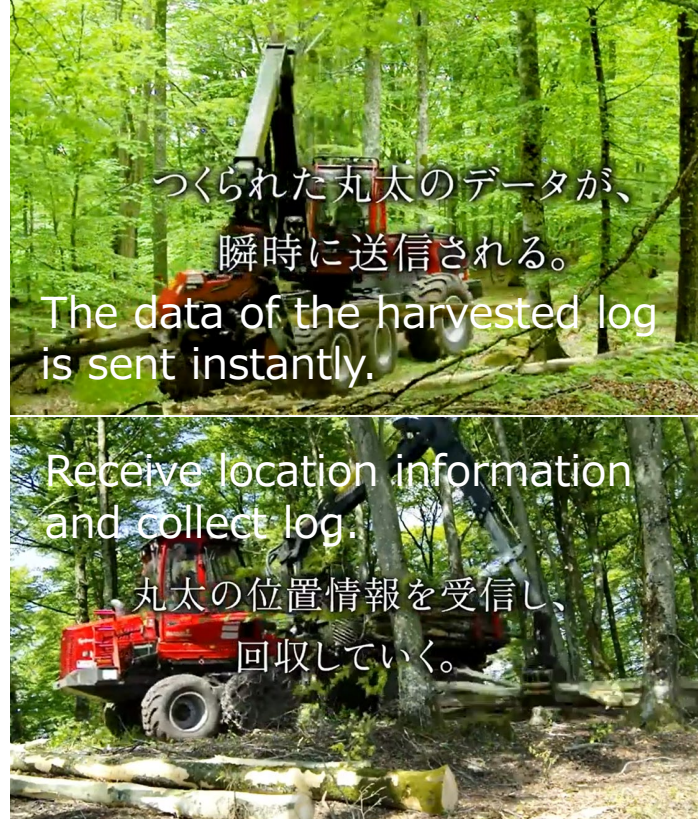 つくられた丸太のデータが、
瞬時に送信される。
The data of the harvested log
is sent instantly.
Receive location information
and collect log.
丸太の位置情報を受信し、
回収していく。